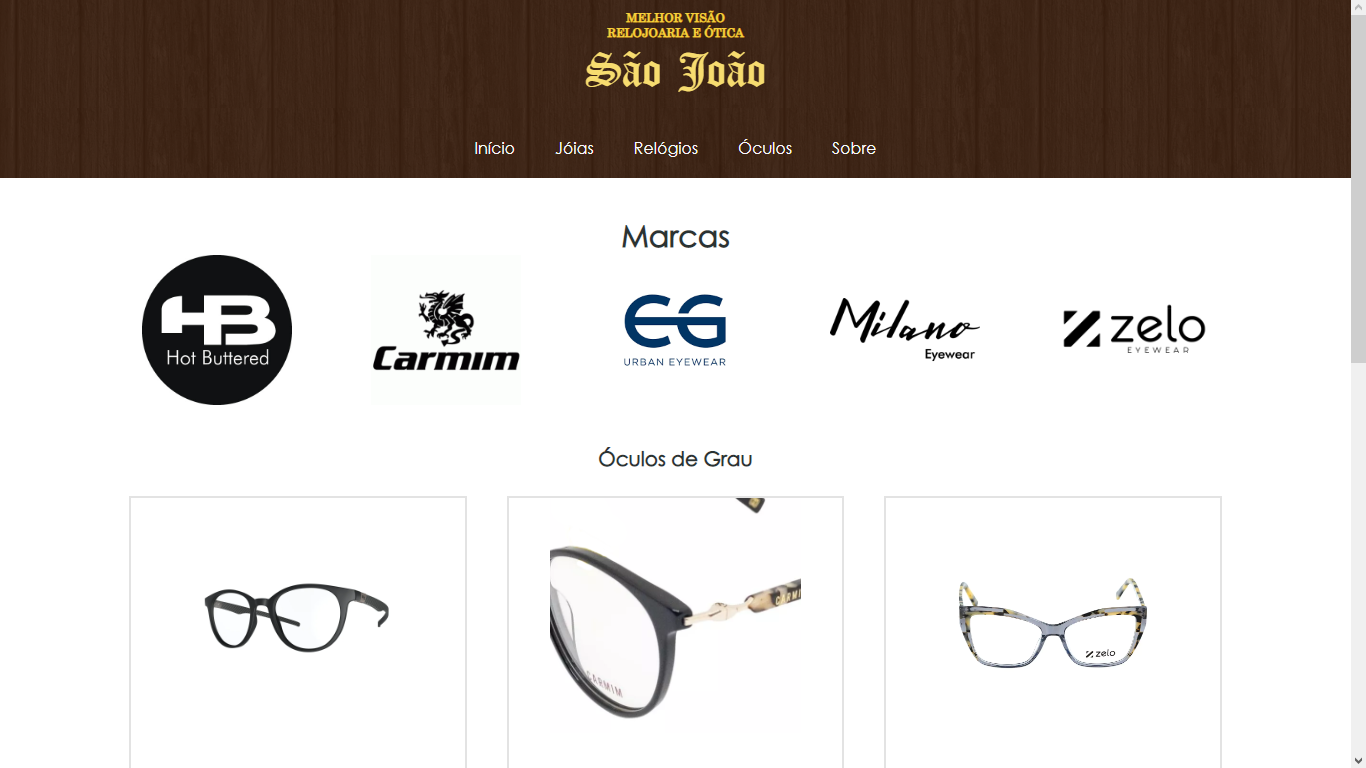 MELHOR VISÃO
RELOJOARIA E ÓTICA
São João
Início Jóias Relógios Óculos Sobre
Marcas
HB
Hot Buttered
Carmim
EG
URBAN EYEWEAR
Milano
Eyewear
zelo
EYEWEAR
Óculos de Grau
CARMIM
CARMI
zelo